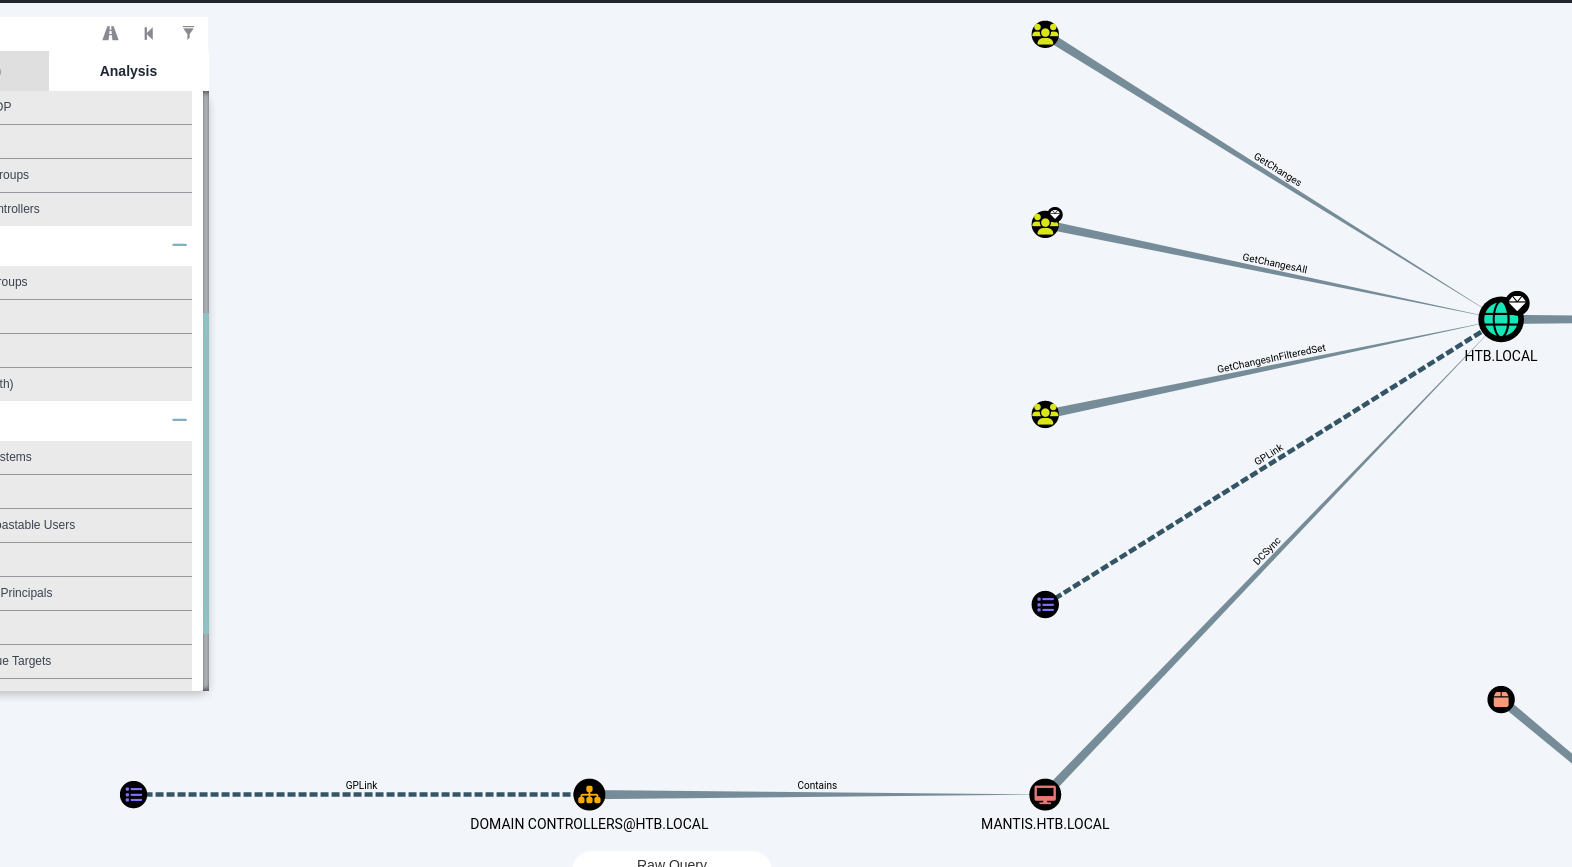 Analysis
OP
roups
ntrollers
roups
th)
stems
oastable Users
Principals
ue Targets
GetChanges
GetChangesAll
GetChangesInFilteredSet
HTB.LOCAL
GPLink
DCSync
GPLink
Contains
DOMAIN CONTROLLERS@HTB.LOCAL
MANTIS.HTB.LOCAL
Raw Query